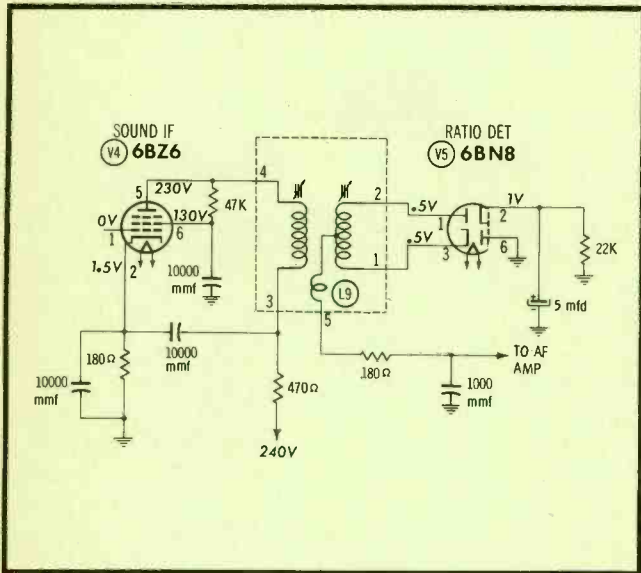 SOUND IF
V4 6BZ6
RATIO DET
V5 6BN8
4
5
230V
47K
2
.5V
1V
0V
130V
1
6
1
2
1.5V
2
10000
mmf
.5V
3
6
22K
1
3
L9
5
5 mfd
10000
mmf
180Ω
10000
mmf
470Ω
180Ω
1000
mmf
TO AF
AMP
240V
+